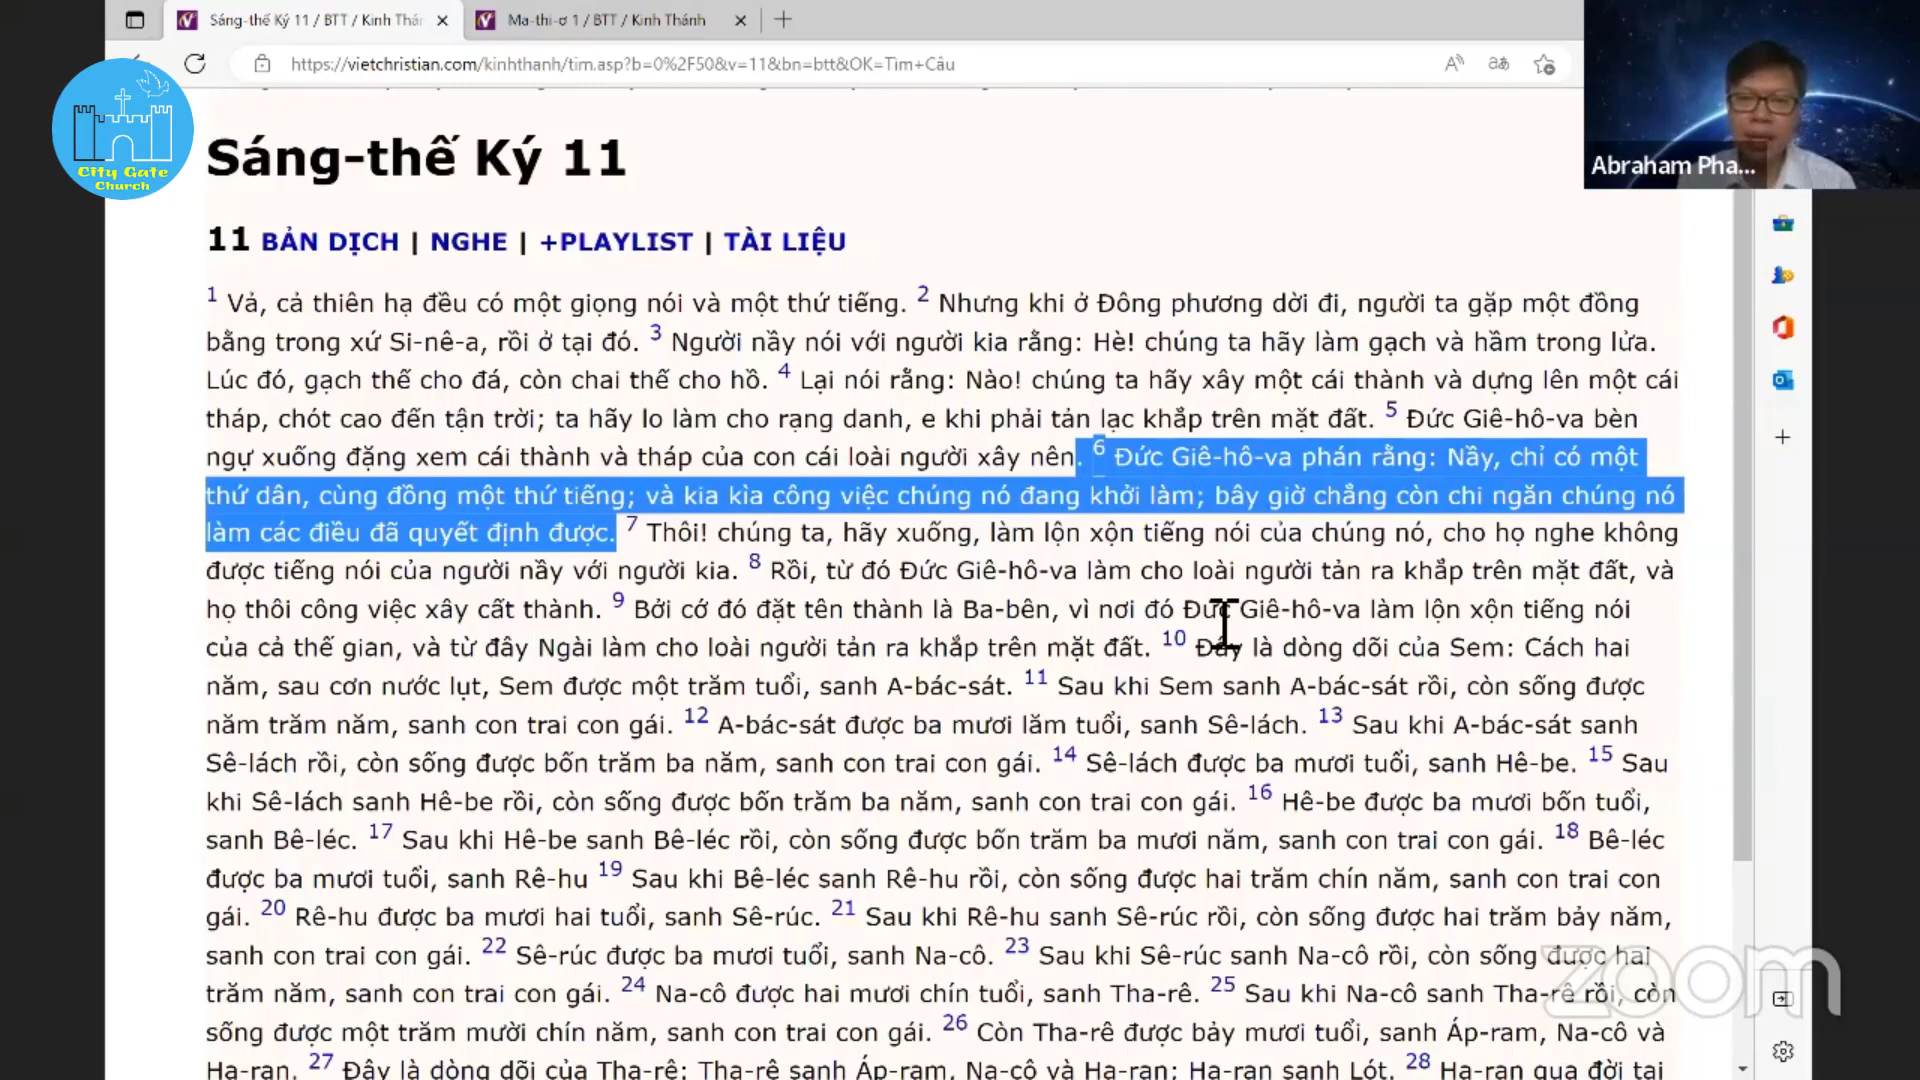 Sáng-thế Ký 11 / BTT / Kinh Thán
Ma-thi-ơ 1 / BTT / Kinh Thánh
https://vietchristian.com/kinhthanh/tim.asp?b=0%2F50&v=11&bn=btt&OK=Tìm+Câu
City Gate
Church
Abraham Pha...
Sáng-thế Ký 11
11 BẢN DỊCH | NGHE | +PLAYLIST | TÀI LIỆU
1 Vả, cả thiên hạ đều có một giọng nói và một thứ tiếng. 2 Nhưng khi ở Đông phương dời đi, người ta gặp một đồng
bằng trong xứ Si-nê-a, rồi ở tại đó. 3 Người nầy nói với người kia rằng: Hè! chúng ta hãy làm gạch và hầm trong lửa.
Lúc đó, gạch thế cho đá, còn chai thế cho hồ. 4 Lại nói rằng: Nào! chúng ta hãy xây một cái thành và dựng lên một cái
tháp, chót cao đến tận trời; ta hãy lo làm cho rạng danh, e khi phải tản lạc khắp trên mặt đất. 5 Đức Giê-hô-va bèn
ngự xuống đặng xem cái thành và tháp của con cái loài người xây nên. 6 Đức Giê-hô-va phán rằng: Nầy, chỉ có một
thứ dân, cùng đồng một thứ tiếng; và kia kìa công việc chúng nó đang khởi làm; bây giờ chẳng còn chi ngăn chúng nó
làm các điều đã quyết định được. 7 Thôi! chúng ta, hãy xuống, làm lộn xộn tiếng nói của chúng nó, cho họ nghe không
được tiếng nói của người nầy với người kia. 8 Rồi, từ đó Đức Giê-hô-va làm cho loài người tản ra khắp trên mặt đất, và
họ thôi công việc xây cất thành. 9 Bởi cớ đó đặt tên thành là Ba-bên, vì nơi đó Đức Giê-hô-va làm lộn xộn tiếng nói
của cả thế gian, và từ đây Ngài làm cho loài người tản ra khắp trên mặt đất. 10 Đây là dòng dõi của Sem: Cách hai
năm, sau cơn nước lụt, Sem được một trăm tuổi, sanh A-bác-sát. 11 Sau khi Sem sanh A-bác-sát rồi, còn sống được
năm trăm năm, sanh con trai con gái. 12 A-bác-sát được ba mươi lăm tuổi, sanh Sê-lách. 13 Sau khi A-bác-sát sanh
Sê-lách rồi, còn sống được bốn trăm ba năm, sanh con trai con gái. 14 Sê-lách được ba mươi tuổi, sanh Hê-be. 15 Sau
khi Sê-lách sanh Hê-be rồi, còn sống được bốn trăm ba năm, sanh con trai con gái. 16 Hê-be được ba mươi bốn tuổi,
sanh Bê-léc. 17 Sau khi Hê-be sanh Bê-léc rồi, còn sống được bốn trăm ba mươi năm, sanh con trai con gái. 18 Bê-léc
được ba mươi tuổi, sanh Rê-hu 19 Sau khi Bê-léc sanh Rê-hu rồi, còn sống được hai trăm chín năm, sanh con trai con
gái. 20 Rê-hu được ba mươi hai tuổi, sanh Sê-rúc. 21 Sau khi Rê-hu sanh Sê-rúc rồi, còn sống được hai trăm bảy năm,
sanh con trai con gái. 22 Sê-rúc được ba mươi tuổi, sanh Na-cô. 23 Sau khi Sê-rúc sanh Na-cô rồi, còn sống được hai
trăm năm, sanh con trai con gái. 24 Na-cô được hai mươi chín tuổi, sanh Tha-rê. 25 Sau khi Na-cô sanh Tha-rê rồi, còn
sống được một trăm mười chín năm, sanh con trai con gái. 26 Còn Tha-rê được bảy mươi tuổi, sanh Áp-ram, Na-cô và
Ha-ran. 27 Đây là dòng dõi của Tha-rê: Tha-rê sanh Áp-ram, Na-cô và Ha-ran; Ha-ran sanh Lót. 28 Ha-ran qua đời tại
zoom